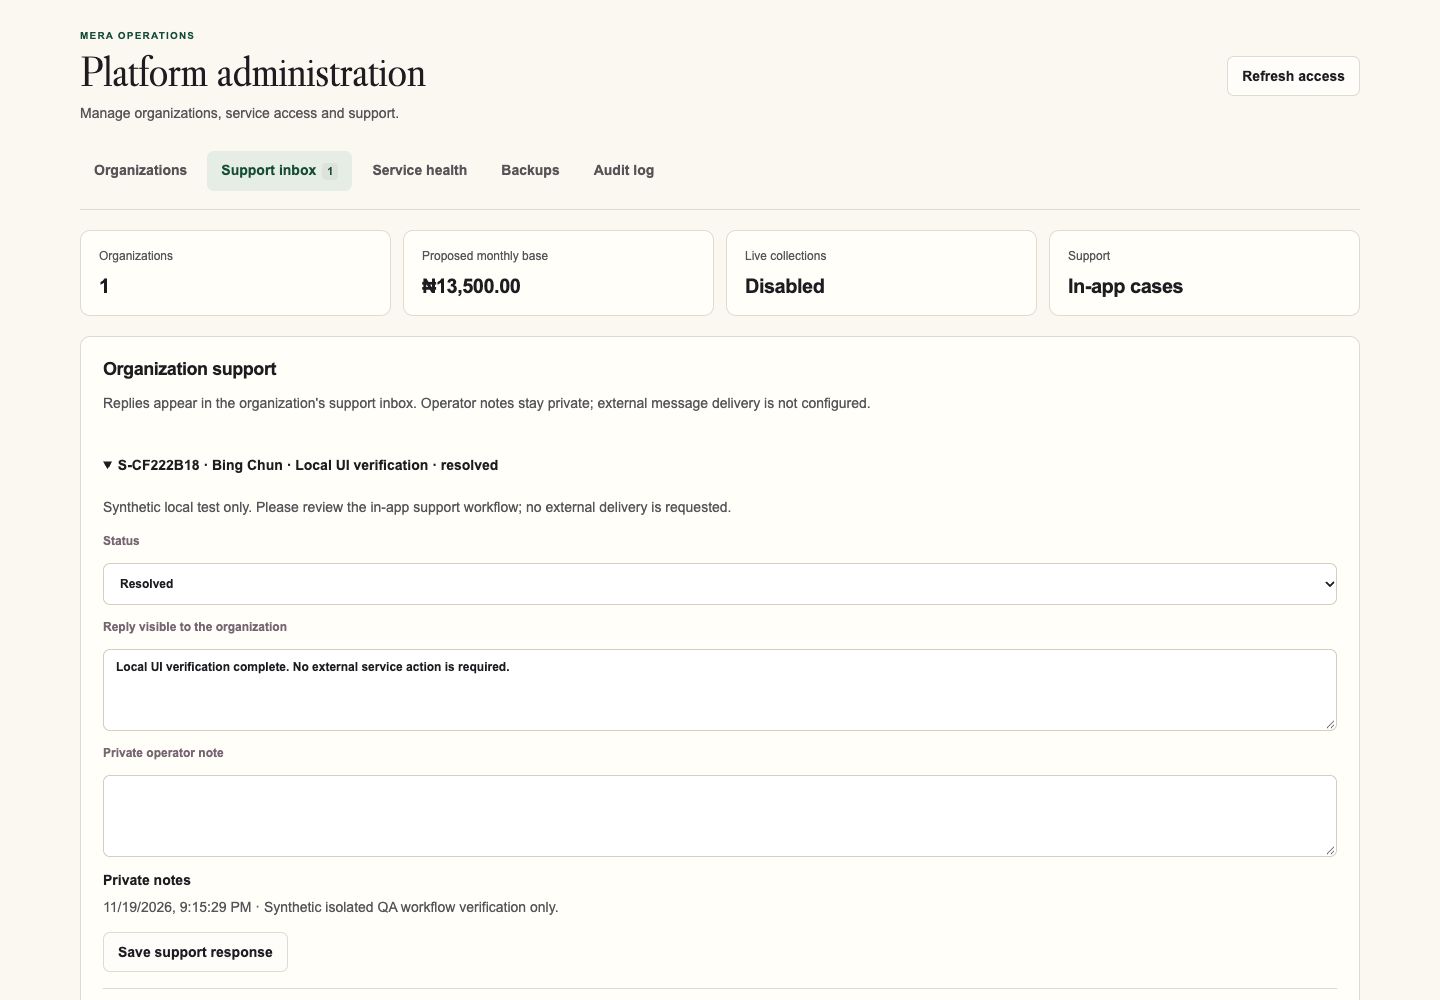 MERA OPERATIONS
Platform administration
Refresh access
Manage organizations, service access and support.
Organizations
Support inbox 1
Service health
Backups
Audit log
Organizations
1
Proposed monthly base
₦13,500.00
Live collections
Disabled
Support
In-app cases
Organization support
Replies appear in the organization's support inbox. Operator notes stay private; external message delivery is not configured.
▼ S-CF222B18 · Bing Chun · Local UI verification · resolved
Synthetic local test only. Please review the in-app support workflow; no external delivery is requested.
Status
Resolved
Reply visible to the organization
Local UI verification complete. No external service action is required.
Private operator note
Private notes
11/19/2026, 9:15:29 PM · Synthetic isolated QA workflow verification only.
Save support response